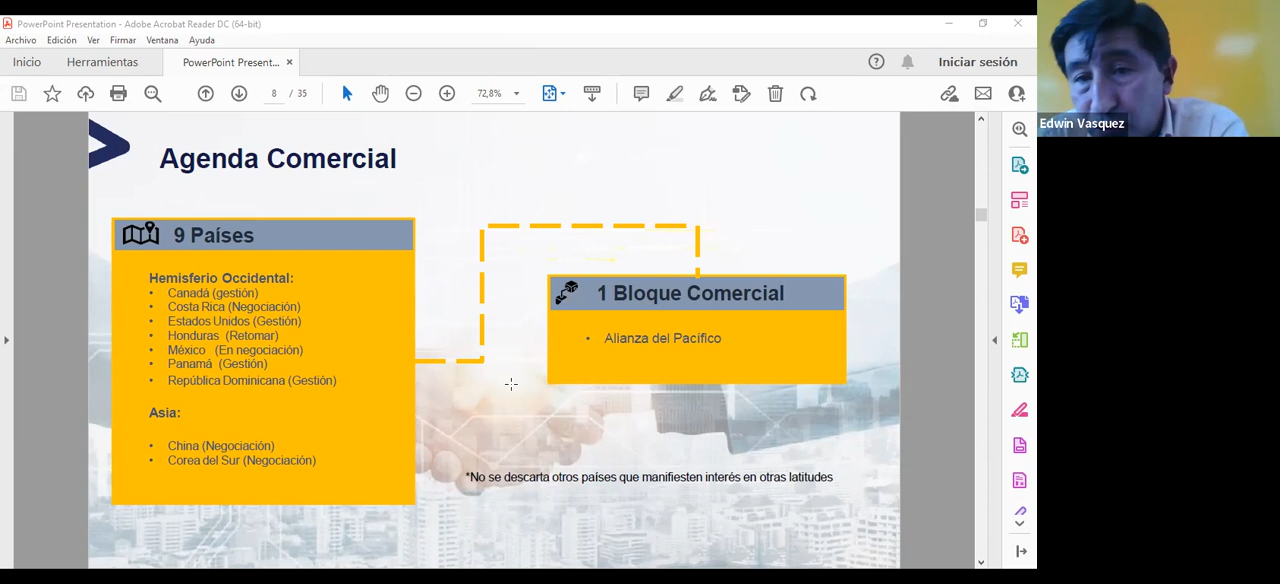 PowerPoint Presentation - Adobe Acrobat Reader DC (64-bit)
Archivo Edición Ver Firmar Ventana Ayuda
Inicio Herramientas PowerPoint Present... × Iniciar sesión
8 / 35 72,8%
Edwin Vasquez
Agenda Comercial
9 Países
Hemisferio Occidental:
• Canadá (gestión)
• Costa Rica (Negociación)
• Estados Unidos (Gestión)
• Honduras (Retomar)
• México (En negociación)
• Panamá (Gestión)
• República Dominicana (Gestión)
Asia:
• China (Negociación)
• Corea del Sur (Negociación)
1 Bloque Comercial
• Alianza del Pacífico
*No se descarta otros países que manifiesten interés en otras latitudes